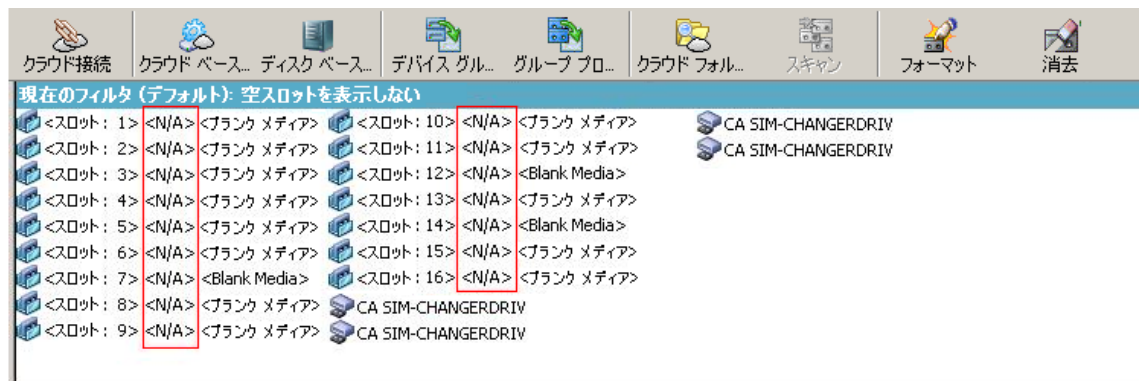 クラウド接続 クラウド ベース... ディスク ベース... デバイス グル... グループ プロ... クラウド フォル... スキャン フォーマット 消去
現在のフィルタ (デフォルト): 空スロットを表示しない
<スロット: 1> <N/A> <ブランク メディア> <スロット: 10> <N/A> <ブランク メディア> CA SIM-CHANGERDRIV
<スロット: 2> <N/A> <ブランク メディア> <スロット: 11> <N/A> <ブランク メディア> CA SIM-CHANGERDRIV
<スロット: 3> <N/A> <ブランク メディア> <スロット: 12> <N/A> <Blank Media>
<スロット: 4> <N/A> <ブランク メディア> <スロット: 13> <N/A> <ブランク メディア>
<スロット: 5> <N/A> <ブランク メディア> <スロット: 14> <N/A> <Blank Media>
<スロット: 6> <N/A> <ブランク メディア> <スロット: 15> <N/A> <ブランク メディア>
<スロット: 7> <N/A> <Blank Media> <スロット: 16> <N/A> <ブランク メディア>
<スロット: 8> <N/A> <ブランク メディア> CA SIM-CHANGERDRIV
<スロット: 9> <N/A> <ブランク メディア> CA SIM-CHANGERDRIV